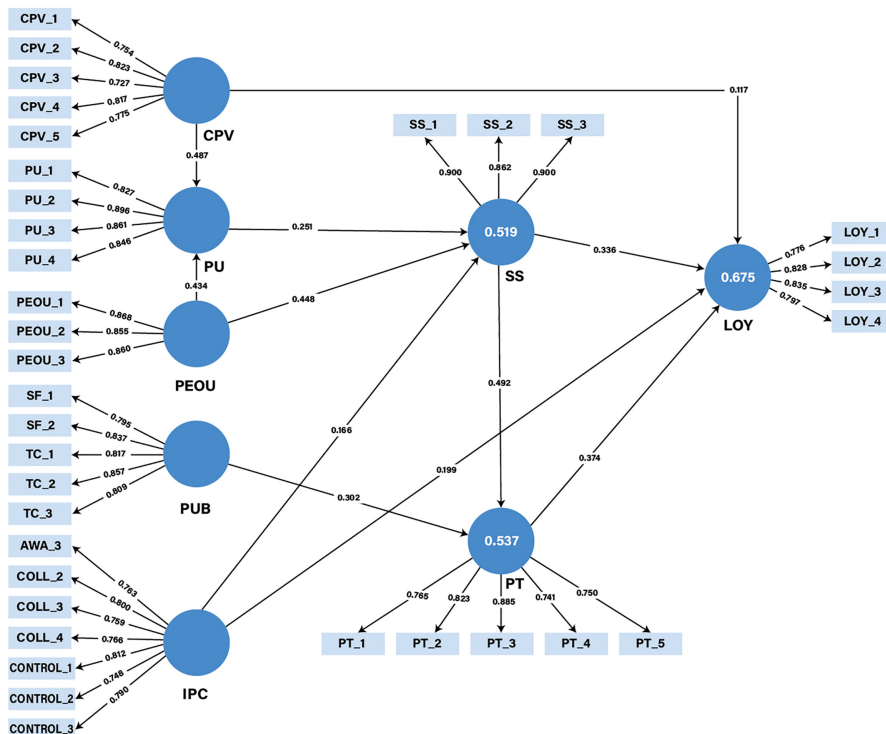 CPV_1
CPV_2
CPV_3
CPV_4
CPV_5
0.754
0.823
0.727
0.817
0.775
CPV
0.117
0.487
PU_1
PU_2
PU_3
PU_4
0.827
0.896
0.861
0.846
PU
0.251
0.434
SS_1
SS_2
SS_3
0.900
0.862
0.900
0.519
SS
0.336
PEOU_1
PEOU_2
PEOU_3
0.868
0.855
0.860
PEOU
0.448
LOY_1
LOY_2
LOY_3
LOY_4
0.776
0.828
0.835
0.797
0.675
LOY
SF_1
SF_2
TC_1
TC_2
TC_3
0.795
0.837
0.817
0.857
0.809
PUB
0.302
0.492
0.166
0.199
0.374
AWA_3
COLL_2
COLL_3
COLL_4
CONTROL_1
CONTROL_2
CONTROL_3
0.763
0.800
0.759
0.766
0.812
0.748
0.790
IPC
0.537
PT
0.765
0.823
0.885
0.741
0.750
PT_1
PT_2
PT_3
PT_4
PT_5